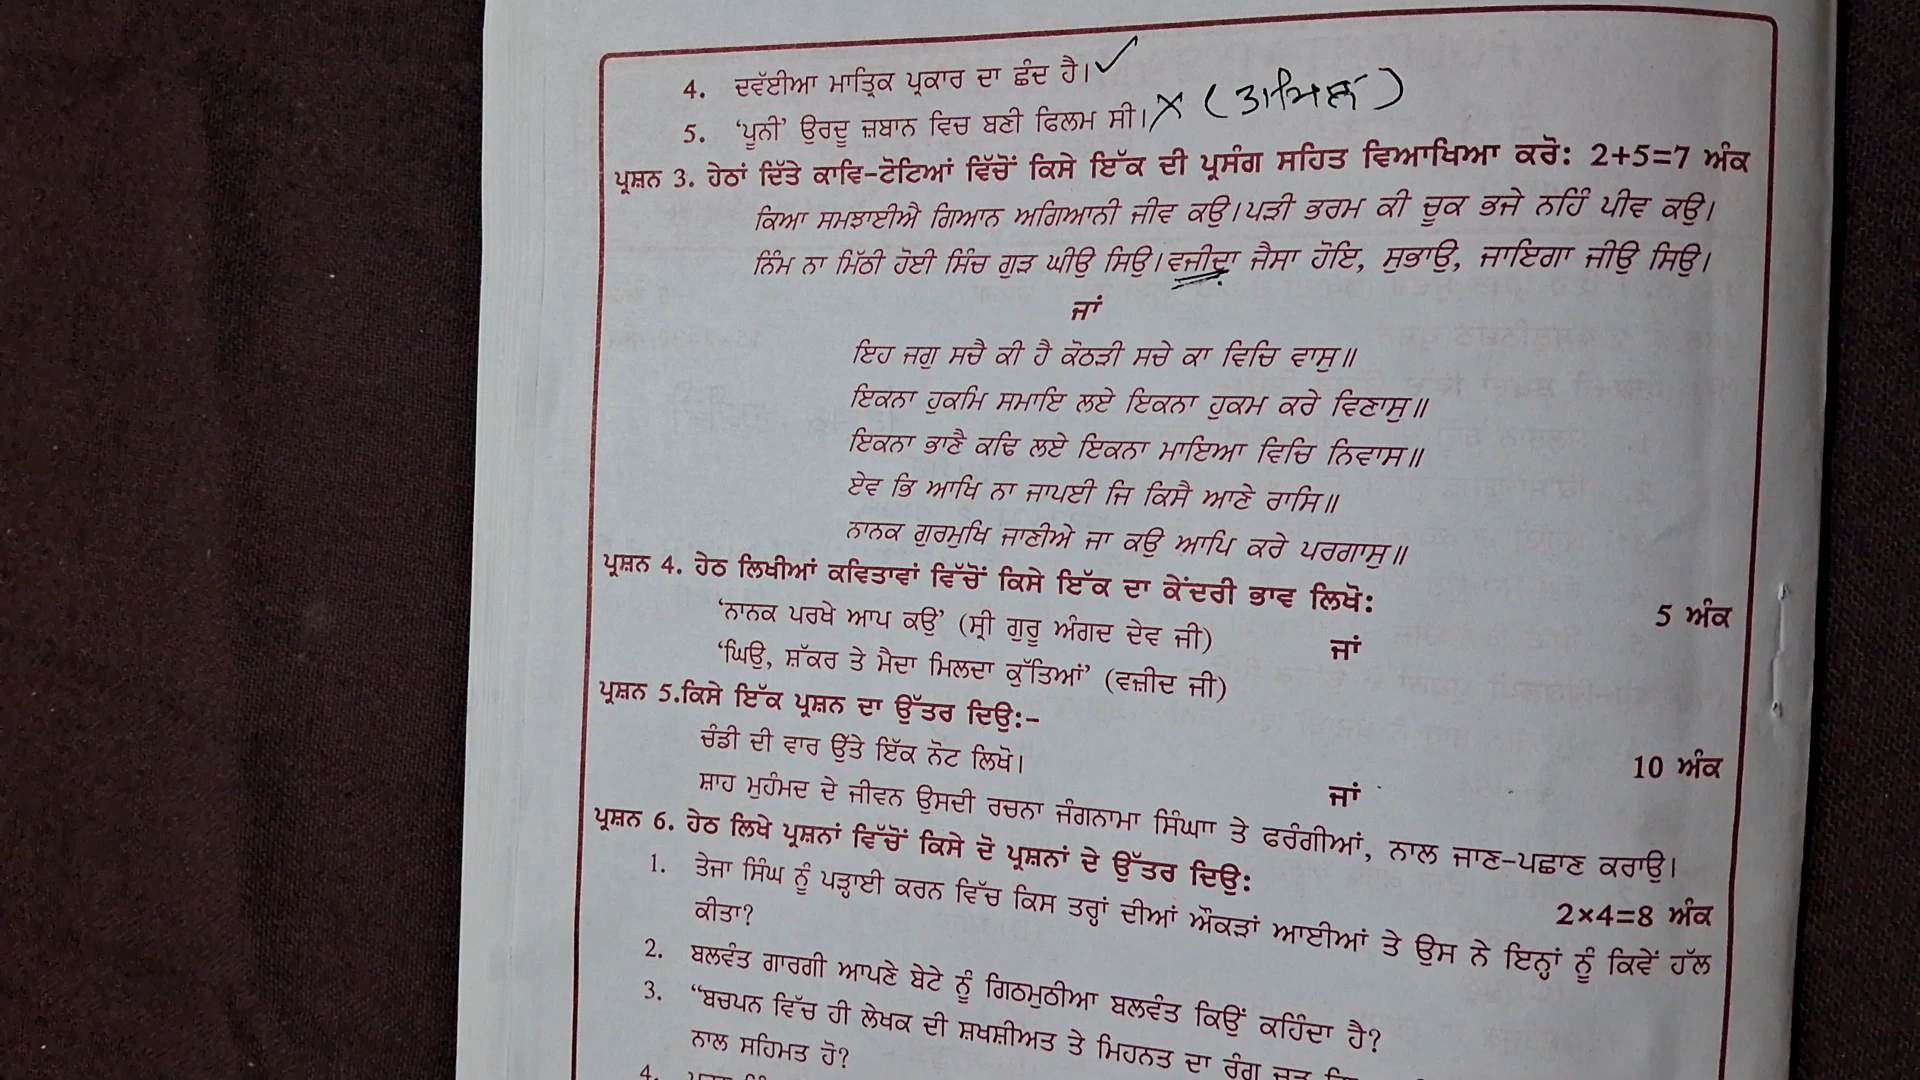 4. ਦਵੱਈਆ ਮਾਤ੍ਰਿਕ ਪ੍ਰਕਾਰ ਦਾ ਛੰਦ ਹੈ। ✓
5. ‘ਪੂਨੀ’ ਉਰਦੂ ਜ਼ਬਾਨ ਵਿਚ ਬਣੀ ਫਿਲਮ ਸੀ। X
ਪ੍ਰਸ਼ਨ 3. ਹੇਠਾਂ ਦਿੱਤੇ ਕਾਵਿ-ਟੋਟਿਆਂ ਵਿੱਚੋਂ ਕਿਸੇ ਇੱਕ ਦੀ ਪ੍ਰਸੰਗ ਸਹਿਤ ਵਿਆਖਿਆ ਕਰੋ: 2+5=7 ਅੰਕ
ਕਿਆ ਸਮਝਾਈਐ ਗਿਆਨ ਅਗਿਆਨੀ ਜੀਵ ਕਉ। ਪੜੀ ਭਰਮ ਕੀ ਚੂਕ ਭਜੇ ਨਹਿੰ ਪੀਵ ਕਉ।
ਨਿੰਮ ਨਾ ਮਿੱਠੀ ਹੋਈ ਸਿੰਚ ਗੁੜ ਘੀਉ ਸਿਉ। ਵਜੀਦਾ ਜੈਸਾ ਹੋਇ, ਸੁਭਾਉ, ਜਾਇਗਾ ਜੀਉ ਸਿਉ।
ਜਾਂ
ਇਹ ਜਗੁ ਸਚੈ ਕੀ ਹੈ ਕੋਠੜੀ ਸਚੇ ਕਾ ਵਿਚਿ ਵਾਸੁ॥
ਇਕਨਾ ਹੁਕਮਿ ਸਮਾਇ ਲਏ ਇਕਨਾ ਹੁਕਮ ਕਰੇ ਵਿਣਾਸੁ॥
ਇਕਨਾ ਭਾਣੈ ਕਢਿ ਲਏ ਇਕਨਾ ਮਾਇਆ ਵਿਚਿ ਨਿਵਾਸ॥
ਏਵ ਭਿ ਆਖਿ ਨਾ ਜਾਪਈ ਜਿ ਕਿਸੈ ਆਣੇ ਰਾਸਿ॥
ਨਾਨਕ ਗੁਰਮੁਖਿ ਜਾਣੀਅੇ ਜਾ ਕਉ ਆਪਿ ਕਰੇ ਪਰਗਾਸੁ॥
ਪ੍ਰਸ਼ਨ 4. ਹੇਠ ਲਿਖੀਆਂ ਕਵਿਤਾਵਾਂ ਵਿੱਚੋਂ ਕਿਸੇ ਇੱਕ ਦਾ ਕੇਂਦਰੀ ਭਾਵ ਲਿਖੋ: 5 ਅੰਕ
‘ਨਾਨਕ ਪਰਖੇ ਆਪ ਕਉ’ (ਸ੍ਰੀ ਗੁਰੂ ਅੰਗਦ ਦੇਵ ਜੀ) ਜਾਂ
‘ਘਿਉ, ਸ਼ੱਕਰ ਤੇ ਮੈਦਾ ਮਿਲਦਾ ਕੁੱਤਿਆਂ’ (ਵਜ਼ੀਦ ਜੀ)
ਪ੍ਰਸ਼ਨ 5.ਕਿਸੇ ਇੱਕ ਪ੍ਰਸ਼ਨ ਦਾ ਉੱਤਰ ਦਿਉ:- 10 ਅੰਕ
ਚੰਡੀ ਦੀ ਵਾਰ ਉੱਤੇ ਇੱਕ ਨੋਟ ਲਿਖੋ। ਜਾਂ
ਸ਼ਾਹ ਮੁਹੰਮਦ ਦੇ ਜੀਵਨ ਉਸਦੀ ਰਚਨਾ ਜੰਗਨਾਮਾ ਸਿੰਘਾ ਤੇ ਫਰੰਗੀਆਂ, ਨਾਲ ਜਾਣ-ਪਛਾਣ ਕਰਾਉ।
ਪ੍ਰਸ਼ਨ 6. ਹੇਠ ਲਿਖੇ ਪ੍ਰਸ਼ਨਾਂ ਵਿੱਚੋਂ ਕਿਸੇ ਦੋ ਪ੍ਰਸ਼ਨਾਂ ਦੇ ਉੱਤਰ ਦਿਉ: 2×4=8 ਅੰਕ
1. ਤੇਜਾ ਸਿੰਘ ਨੂੰ ਪੜ੍ਹਾਈ ਕਰਨ ਵਿੱਚ ਕਿਸ ਤਰ੍ਹਾਂ ਦੀਆਂ ਔਕੜਾਂ ਆਈਆਂ ਤੇ ਉਸ ਨੇ ਇਨ੍ਹਾਂ ਨੂੰ ਕਿਵੇਂ ਹੱਲ
ਕੀਤਾ?
2. ਬਲਵੰਤ ਗਾਰਗੀ ਆਪਣੇ ਬੇਟੇ ਨੂੰ ਗਿਠਮੁਠੀਆ ਬਲਵੰਤ ਕਿਉਂ ਕਹਿੰਦਾ ਹੈ?
3. “ਬਚਪਨ ਵਿੱਚ ਹੀ ਲੇਖਕ ਦੀ ਸ਼ਖਸ਼ੀਅਤ ਤੇ ਮਿਹਨਤ ਦਾ ਰੰਗ
ਨਾਲ ਸਹਿਮਤ ਹੋ?
4.